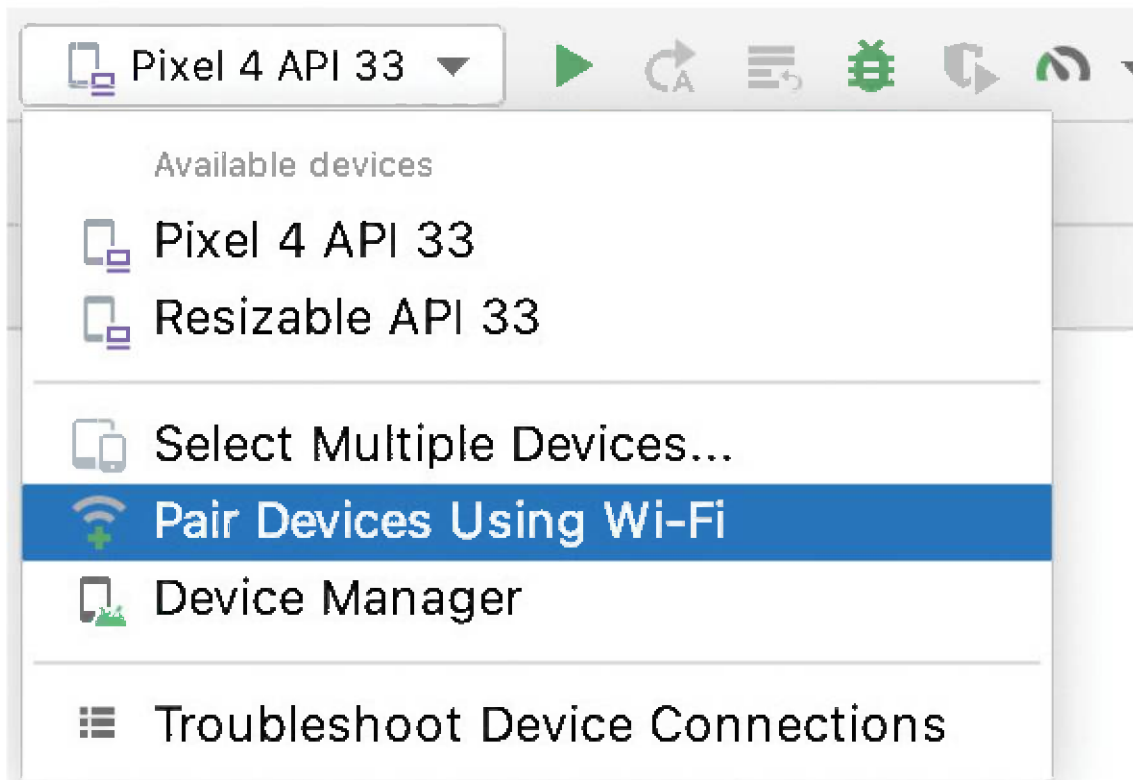 Pixel 4 API 33
A
Available devices
Pixel 4 API 33
Resizable API 33
Select Multiple Devices...
Pair Devices Using Wi-Fi
Device Manager
Troubleshoot Device Connections